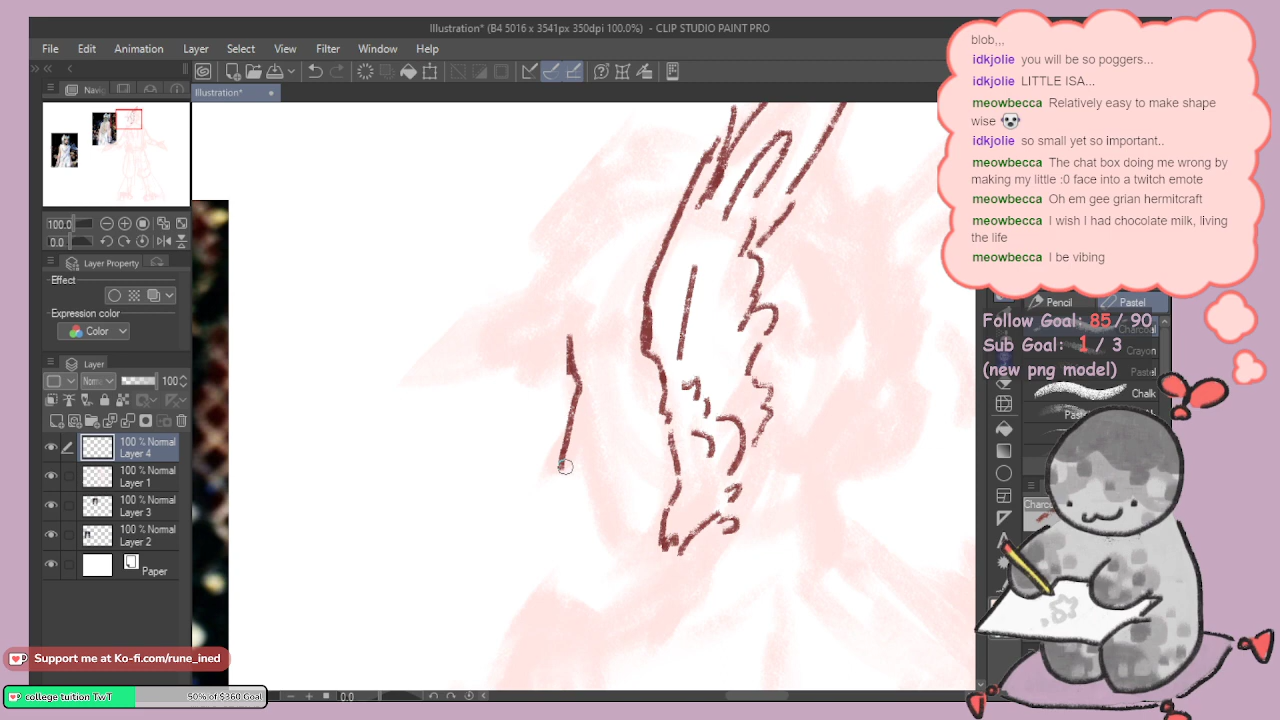 Illustration* (B4 5016 x 3541px 350dpi 100.0%) - CLIP STUDIO PAINT PRO
File Edit Animation Layer Select View Filter Window Help
Illustration*
100.0
0.0
Layer Property
Effect
Expression color
Color
Layer
100
100 % Normal
Layer 4
100 % Normal
Layer 1
100 % Normal
Layer 3
100 % Normal
Layer 2
Paper
0.0
Support me at Ko-fi.com/rune_ined
college tuition TwT 50% of $360 Goal
blob,,,
idkjolie you will be so poggers...
idkjolie LITTLE ISA...
meowbecca Relatively easy to make shape
wise
idkjolie so small yet so important..
meowbecca The chat box doing me wrong by
making my little :0 face into a twitch emote
meowbecca Oh em gee grian hermitcraft
meowbecca I wish I had chocolate milk, living
the life
meowbecca I be vibing
Pencil Pastel
Follow Goal: 85/ 90
Sub Goal: 1 / 3
(new png model)
Crayon
Pastel
Chalk